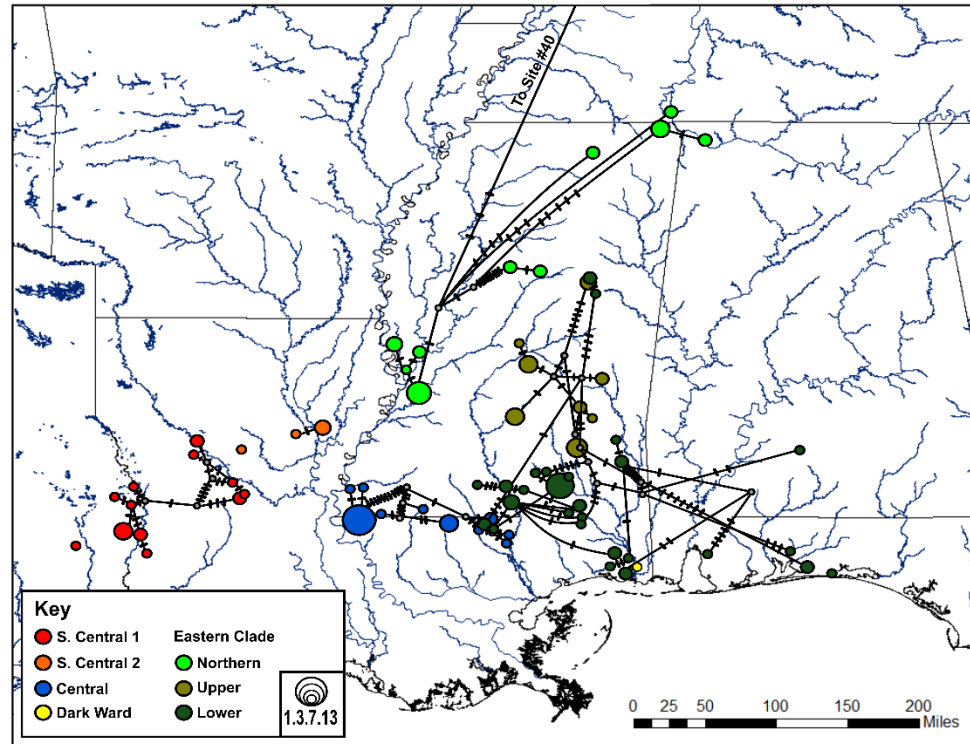 To Site #40
Key
S. Central 1
Eastern Clade
S. Central 2
Northern
Central
Upper
Dark Ward
Lower
1.3.7.13
0 25 50 100 150 200
Miles